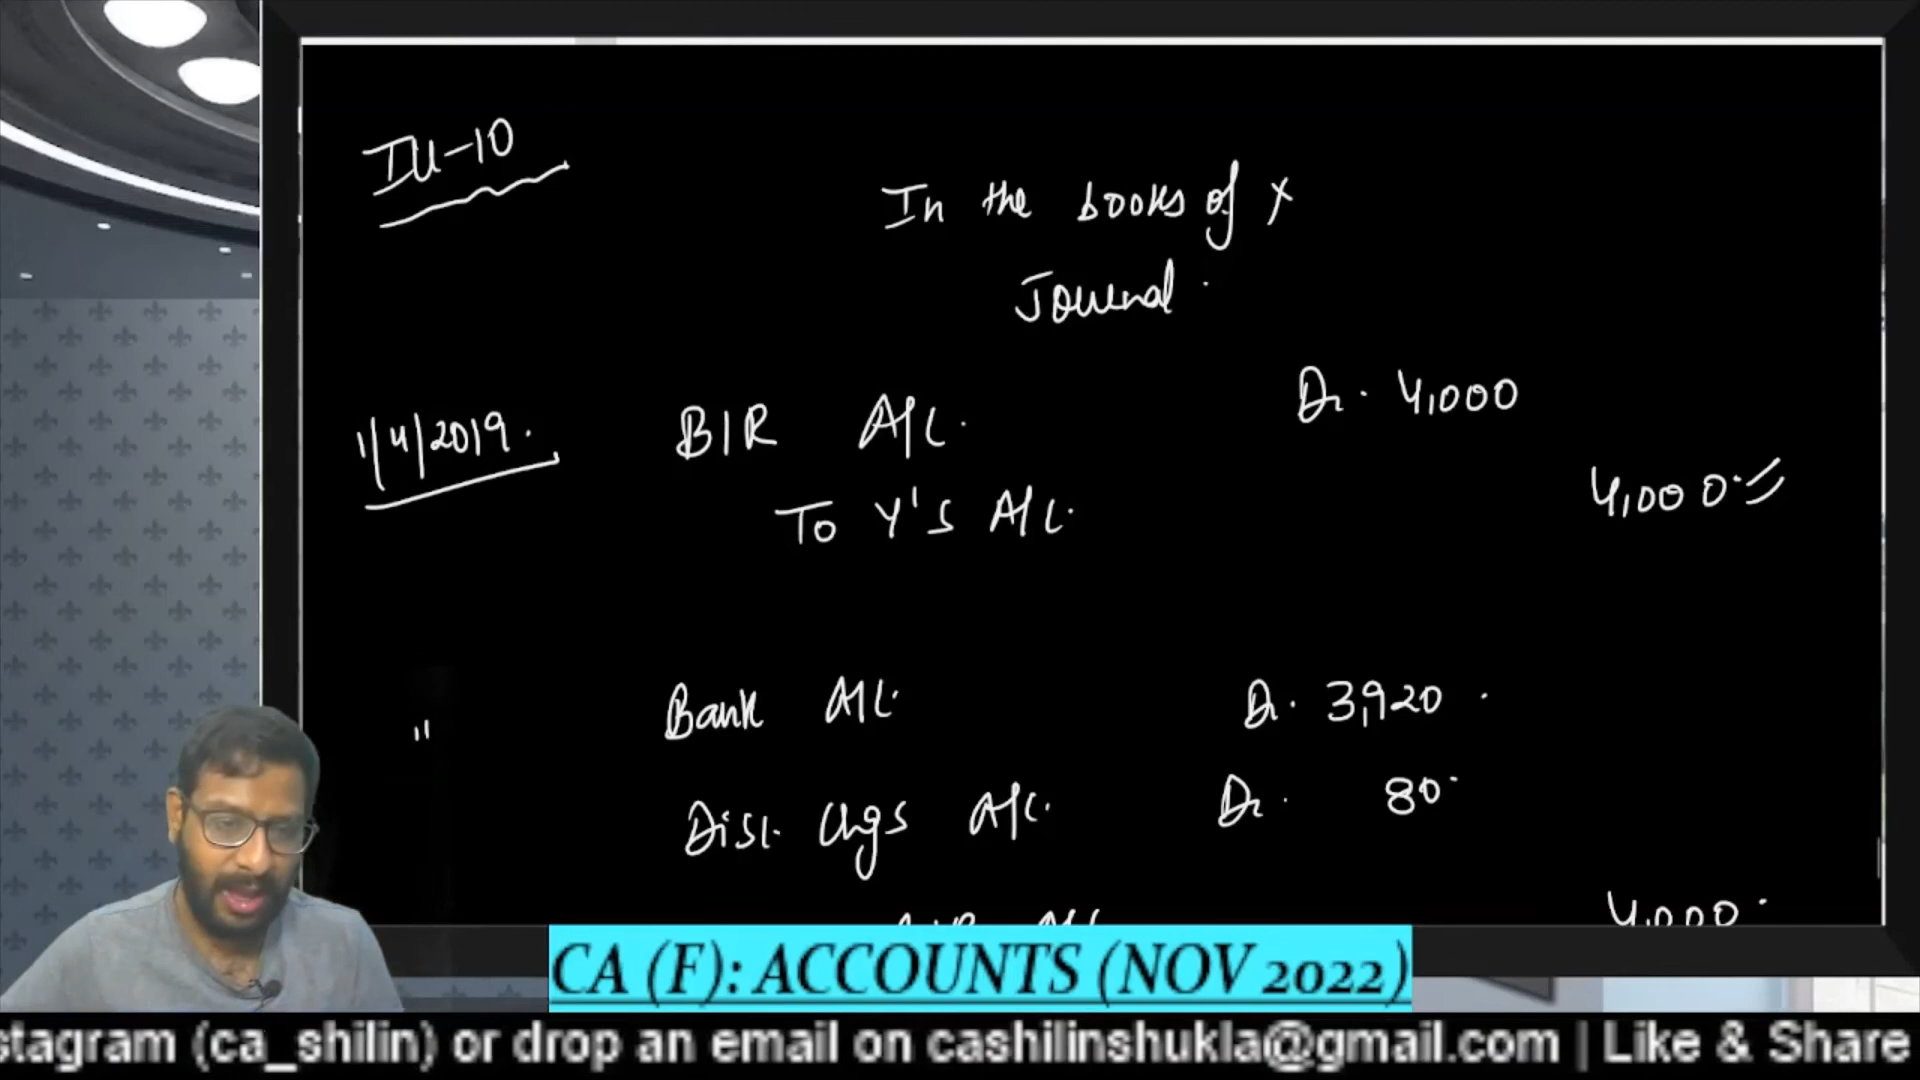 Ill-10
In the books of X
Journal.
1/4/2019. B/R A/c. Dr. 4,000
To Y's A/c. 4,000
" Bank A/c. Dr. 3,920
Disc. Chgs A/c. Dr. 80
B/R A/c 4,000
CA (F): ACCOUNTS (NOV 2022)
stagram (ca_shilin) or drop an email on cashilinshukla@gmail.com | Like & Share